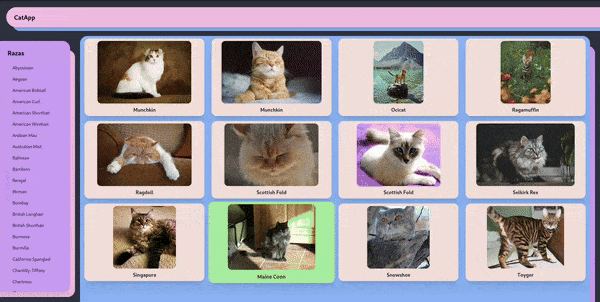 CatApp
Razas
Abyssinian
Aegean
American Bobtail
American Curl
American Shorthair
American Wirehair
Arabian Mau
Australian Mist
Balinese
Bambino
Bengal
Birman
Bombay
British Longhair
British Shorthair
Burmese
Burmilla
California Spangled
Chantilly-Tiffany
Chartreux
Munchkin
Munchkin
Ocicat
Ragamuffin
Ragdoll
Scottish Fold
Scottish Fold
Selkirk Rex
Singapura
Maine Coon
Snowshoe
Toyger